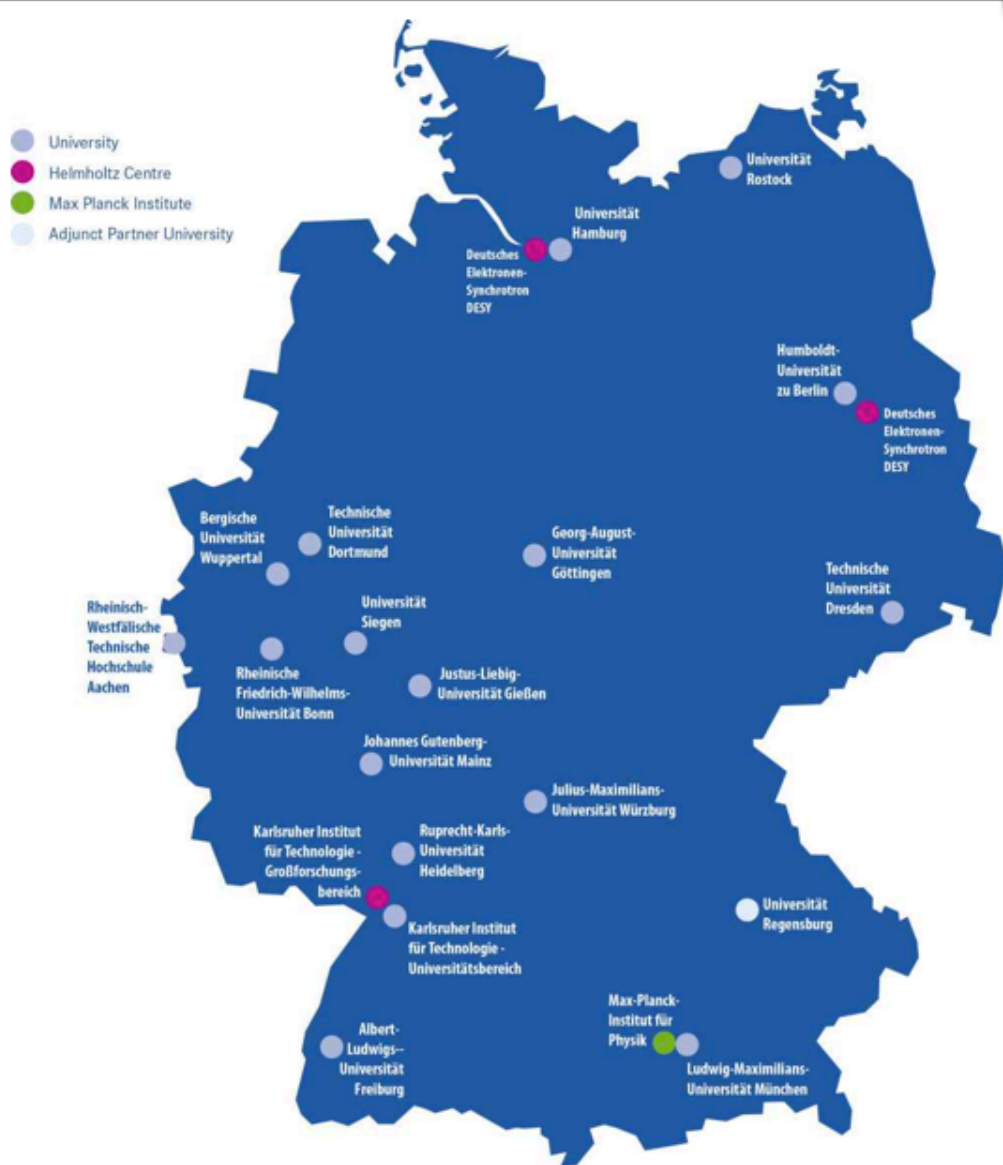 University
Helmholtz Centre
Max Planck Institute
Adjunct Partner University
Universität
Rostock
Universität
Hamburg
Deutsches
Elektronen-
Synchrotron
DESY
Humboldt-
Universität
zu Berlin
Deutsches
Elektronen-
Synchrotron
DESY
Bergische
Universität
Wuppertal
Technische
Universität
Dortmund
Georg-August-
Universität
Göttingen
Technische
Universität
Dresden
Rheinisch-
Westfälische
Technische
Hochschule
Aachen
Universität
Siegen
Rheinische
Friedrich-Wilhelms-
Universität Bonn
Justus-Liebig-
Universität Gießen
Johannes Gutenberg-
Universität Mainz
Julius-Maximilians-
Universität Würzburg
Karlsruher Institut
für Technologie -
Großforschungs-
bereich
Ruprecht-Karls-
Universität
Heidelberg
Karlsruher Institut
für Technologie -
Universitätsbereich
Universität
Regensburg
Max-Planck-
Institut für
Physik
Ludwig-Maximilians-
Universität München
Albert-
Ludwigs--
Universität
Freiburg